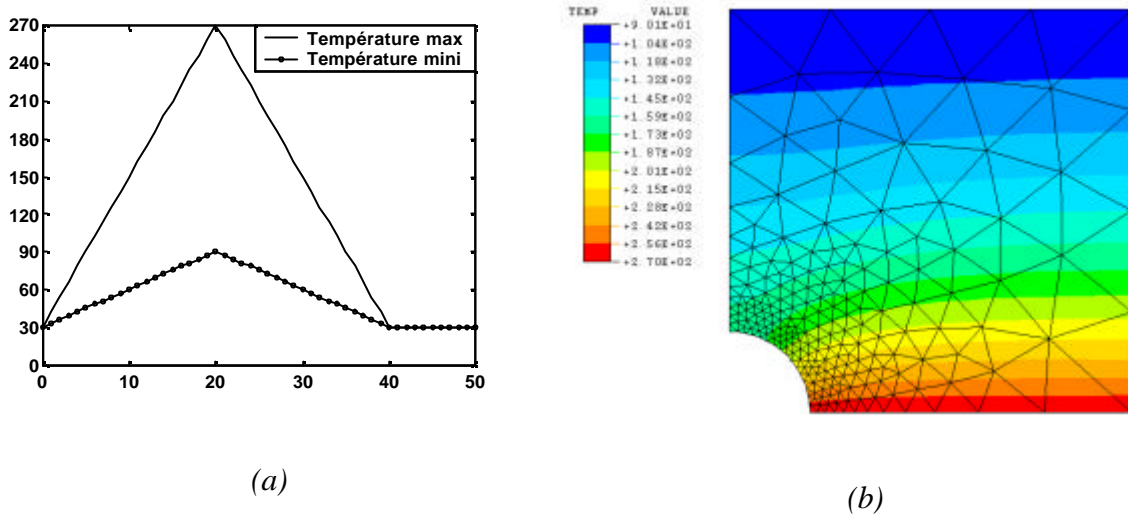 270
240
210
180
150
120
90
60
30
0
0
10
20
30
40
50
Température max
Température mini
(a)
TEMP VALUE
+9.01E+01
+1.04E+02
+1.18E+02
+1.32E+02
+1.45E+02
+1.59E+02
+1.73E+02
+1.87E+02
+2.01E+02
+2.15E+02
+2.28E+02
+2.42E+02
+2.56E+02
+2.70E+02
(b)